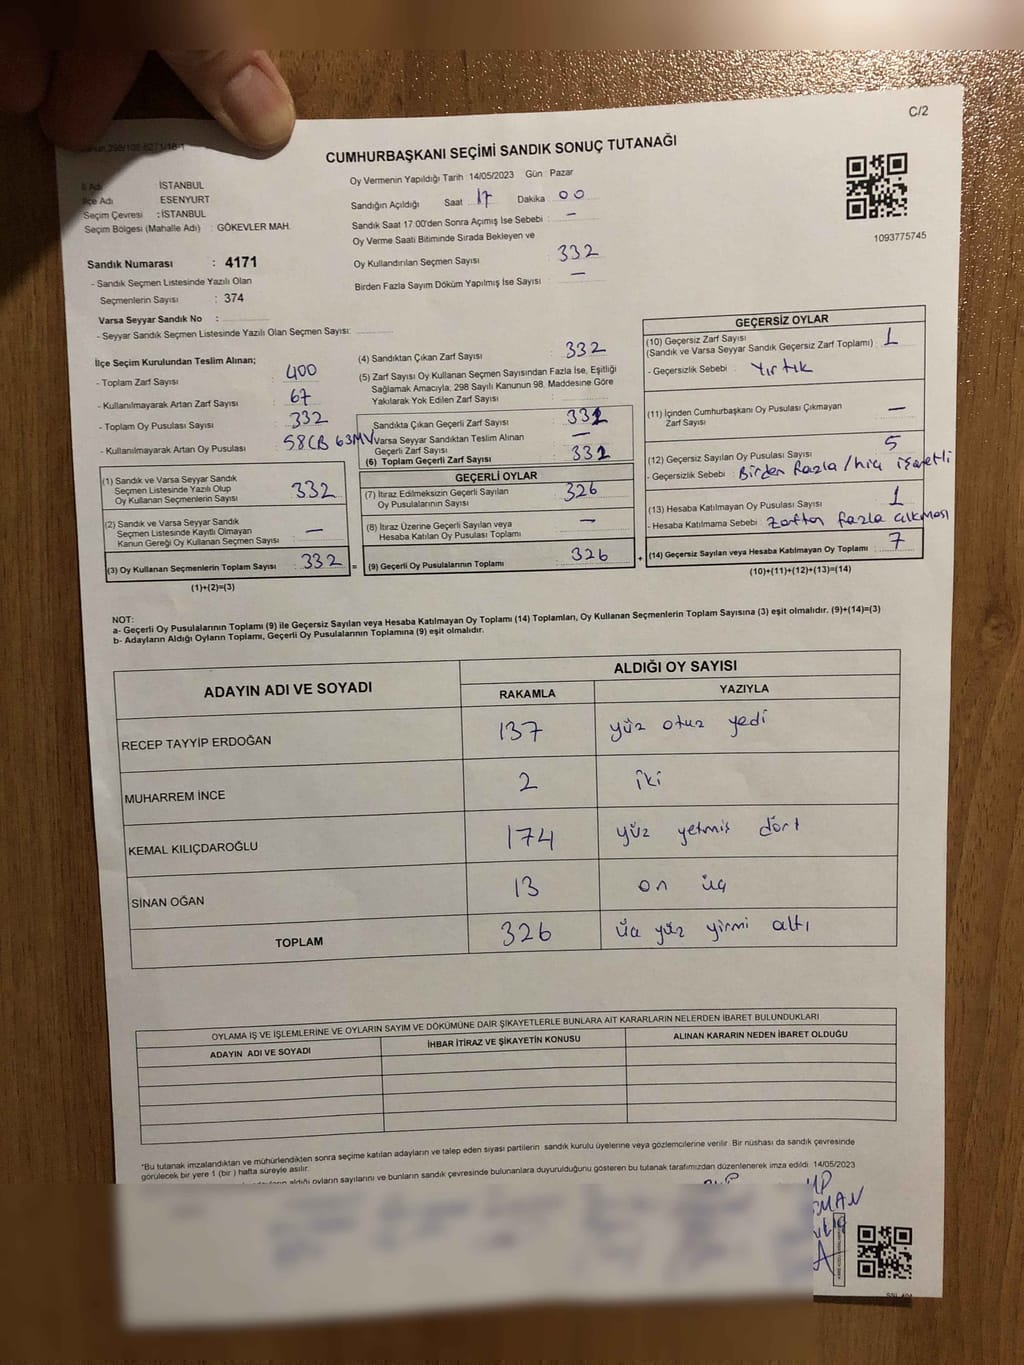 C/2
CUMHURBAŞKANI SEÇİMİ SANDIK SONUÇ TUTANAĞI
İl Adı İSTANBUL
İlçe Adı ESENYURT
Seçim Çevresi : İSTANBUL
Seçim Bölgesi (Mahalle Adı) : GÖKEVLER MAH.
Oy Vermenin Yapıldığı Tarih 14/05/2023 Gün Pazar
Sandığın Açıldığı Saat 17 Dakika 00
Sandık Saat 17:00'den Sonra Açımış İse Sebebi : —
Oy Verme Saati Bitiminde Sırada Bekleyen ve
Oy Kullandırılan Seçmen Sayısı : 332
Birden Fazla Sayım Döküm Yapılmış İse Sayısı : —
1093775745
Sandık Numarası : 4171
- Sandık Seçmen Listesinde Yazılı Olan
Seçmenlerin Sayısı : 374
Varsa Seyyar Sandık No :
- Seyyar Sandık Seçmen Listesinde Yazılı Olan Seçmen Sayısı:
İlçe Seçim Kurulundan Teslim Alınan;
- Toplam Zarf Sayısı : 400
- Kullanılmayarak Artan Zarf Sayısı : 67
- Toplam Oy Pusulası Sayısı : 332
- Kullanılmayarak Artan Oy Pusulası : 58CB 63MV
(1) Sandık ve Varsa Seyyar Sandık
Seçmen Listesinde Yazılı Olup
Oy Kullanan Seçmenlerin Sayısı : 332
(2) Sandık ve Varsa Seyyar Sandık
Seçmen Listesinde Kayıtlı Olmayan
Kanun Gereği Oy Kullanan Seçmen Sayısı : —
(3) Oy Kullanan Seçmenlerin Toplam Sayısı : 332 =
(1)+(2)=(3)
(4) Sandıktan Çıkan Zarf Sayısı : 332
(5) Zarf Sayısı Oy Kullanan Seçmen Sayısından Fazla İse, Eşitliği
Sağlamak Amacıyla, 298 Sayılı Kanunun 98. Maddesine Göre
Yakılarak Yok Edilen Zarf Sayısı :
Sandıkta Çıkan Geçerli Zarf Sayısı : 331
Varsa Seyyar Sandıktan Teslim Alınan
Geçerli Zarf Sayısı : —
(6) Toplam Geçerli Zarf Sayısı : 331
GEÇERLİ OYLAR
(7) İtiraz Edilmeksizin Geçerli Sayılan
Oy Pusulalarının Sayısı : 326
(8) İtiraz Üzerine Geçerli Sayılan veya
Hesaba Katılan Oy Pusulası Toplamı : —
(9) Geçerli Oy Pusulalarının Toplamı : 326 +
GEÇERSİZ OYLAR
(10) Geçersiz Zarf Sayısı
(Sandık ve Varsa Seyyar Sandık Geçersiz Zarf Toplamı) : 1
- Geçersizlik Sebebi : Yırtık
(11) İçinden Cumhurbaşkanı Oy Pusulası Çıkmayan
Zarf Sayısı : —
(12) Geçersiz Sayılan Oy Pusulası Sayısı : 5
- Geçersizlik Sebebi : Birden fazla/hiç işaretli
(13) Hesaba Katılmayan Oy Pusulası Sayısı : 1
- Hesaba Katılmama Sebebi : Zarftan fazla çıkması
(14) Geçersiz Sayılan veya Hesaba Katılmayan Oy Toplamı : 7
(10)+(11)+(12)+(13)=(14)
NOT:
a- Geçerli Oy Pusulalarının Toplamı (9) ile Geçersiz Sayılan veya Hesaba Katılmayan Oy Toplamı (14) Toplamları, Oy Kullanan Seçmenlerin Toplam Sayısına (3) eşit olmalıdır. (9)+(14)=(3)
b- Adayların Aldığı Oyların Toplamı, Geçerli Oy Pusulalarının Toplamına (9) eşit olmalıdır.
ADAYIN ADI VE SOYADI ALDIĞI OY SAYISI
RAKAMLA YAZIYLA
RECEP TAYYİP ERDOĞAN 137 yüz otuz yedi
MUHARREM İNCE 2 iki
KEMAL KILIÇDAROĞLU 174 yüz yetmiş dört
SİNAN OĞAN 13 on üç
TOPLAM 326 üç yüz yirmi altı
OYLAMA İŞ VE İŞLEMLERİNE VE OYLARIN SAYIM VE DÖKÜMÜNE DAİR ŞİKAYETLERLE BUNLARA AİT KARARLARIN NELERDEN İBARET BULUNDUKLARI
ADAYIN ADI VE SOYADI İHBAR İTİRAZ VE ŞİKAYETİN KONUSU ALINAN KARARIN NEDEN İBARET OLDUĞU
"Bu tutanak imzalandıktan ve mühürlendikten sonra seçime katılan adayların ve talep eden siyasi partilerin sandık kurulu üyelerine veya gözlemcilerine verilir. Bir nüshası da sandık çevresinde
görülecek bir yere 1 (bir) hafta süreyle asılır.
aldığı oyların sayılarını ve bunların sandık çevresinde bulunanlara duyurulduğunu gösteren bu tutanak tarafımızdan düzenlenerek imza edildi. 14/05/2023